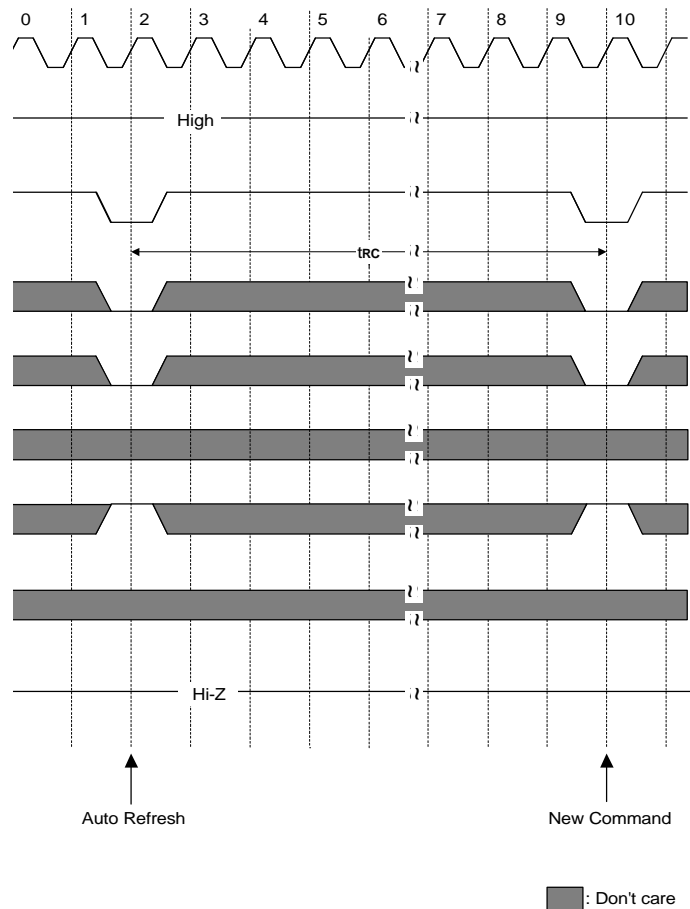 0 1 2 3 4 5 6 7 8 9 10
High
tRC
Hi-Z
Auto Refresh New Command
: Don't care